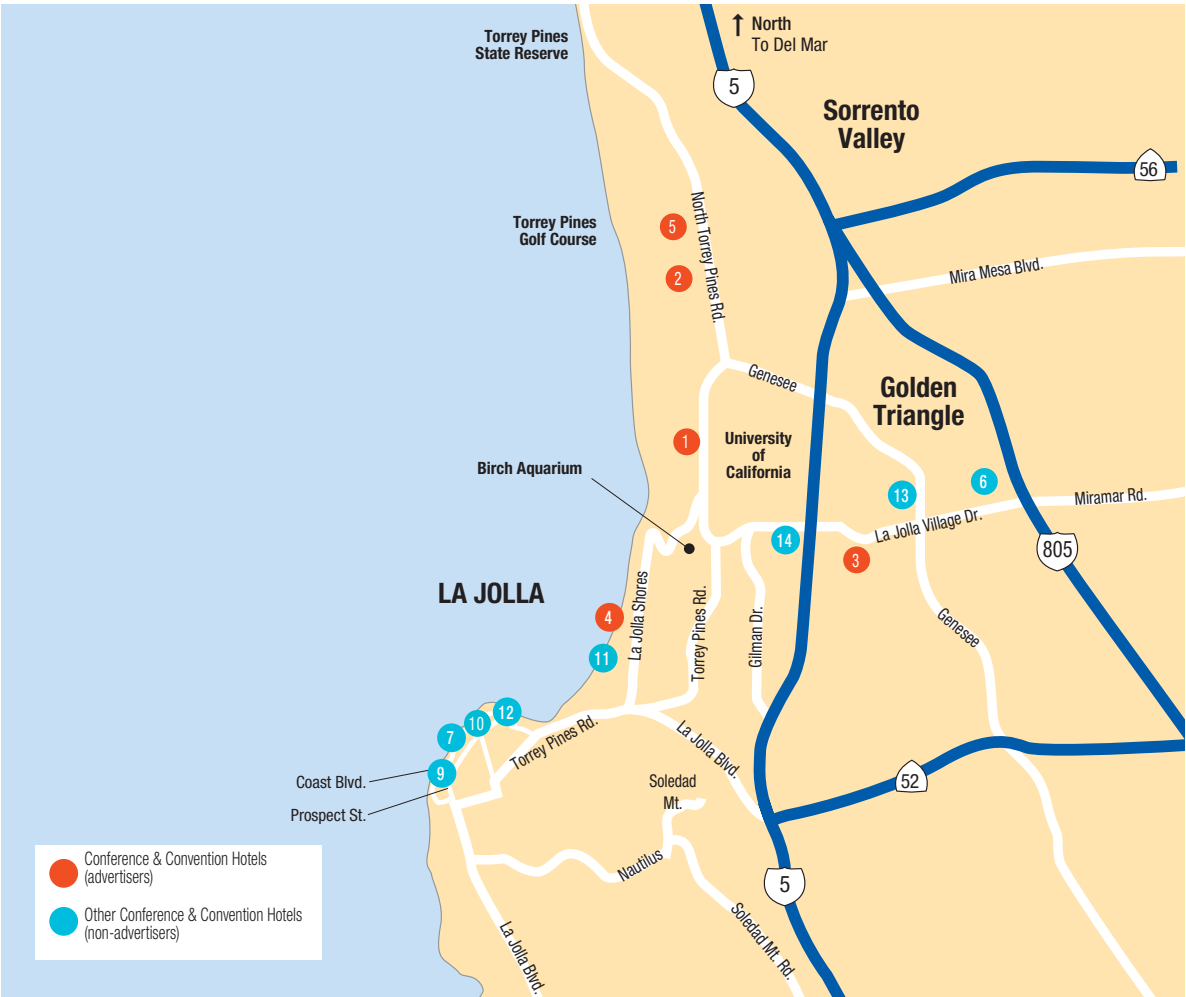 Torrey Pines
State Reserve
↑ North
To Del Mar
5
Sorrento
Valley
56
Torrey Pines
Golf Course
5
2
North Torrey Pines Rd.
Mira Mesa Blvd.
Genesee
Golden
Triangle
1
University
of
California
Birch Aquarium
13
6
Miramar Rd.
La Jolla Village Dr.
14
3
805
LA JOLLA
4
11
La Jolla Shores
Torrey Pines Rd.
Gilman Dr.
Genesee
12
10
7
9
Torrey Pines Rd.
La Jolla Blvd.
Coast Blvd.
Prospect St.
Soledad
Mt.
52
Nautilus
5
Soledad Mt. Rd.
La Jolla Blvd.
Conference & Convention Hotels
(advertisers)
Other Conference & Convention Hotels
(non-advertisers)